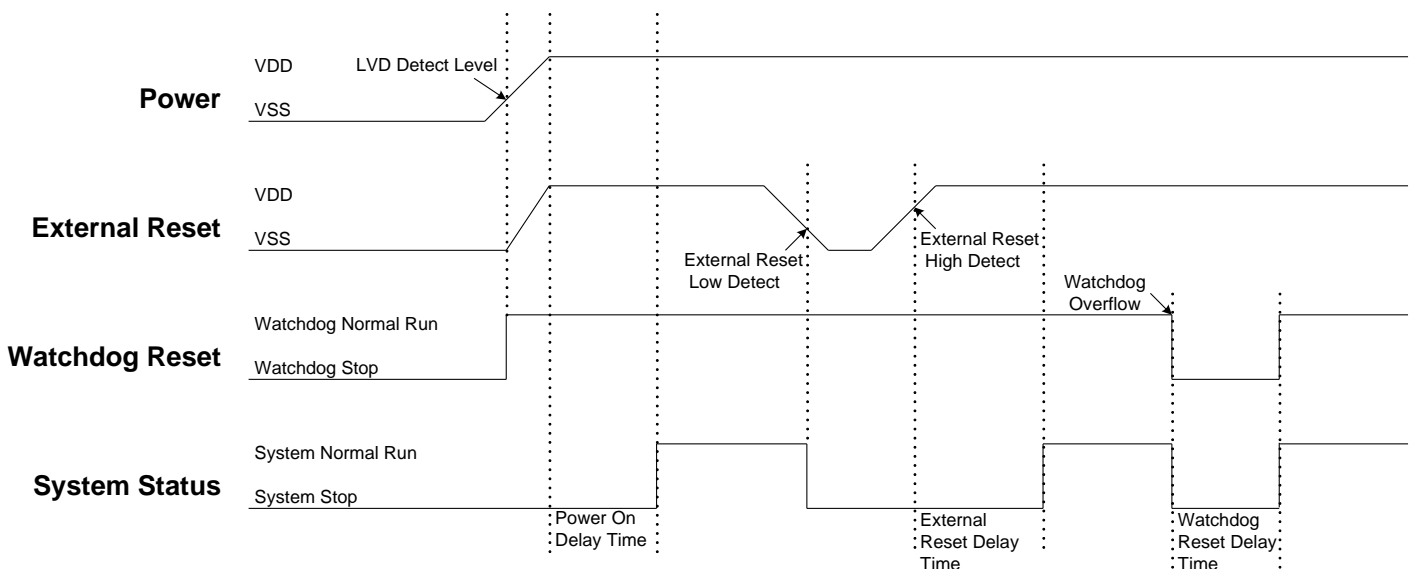 VDD
LVD Detect Level
Power
VSS
VDD
External Reset
VSS
External Reset
Low Detect
External Reset
High Detect
Watchdog
Overflow
Watchdog Normal Run
Watchdog Reset
Watchdog Stop
System Normal Run
System Status
System Stop
Power On
Delay Time
External
Reset Delay
Time
Watchdog
Reset Delay
Time